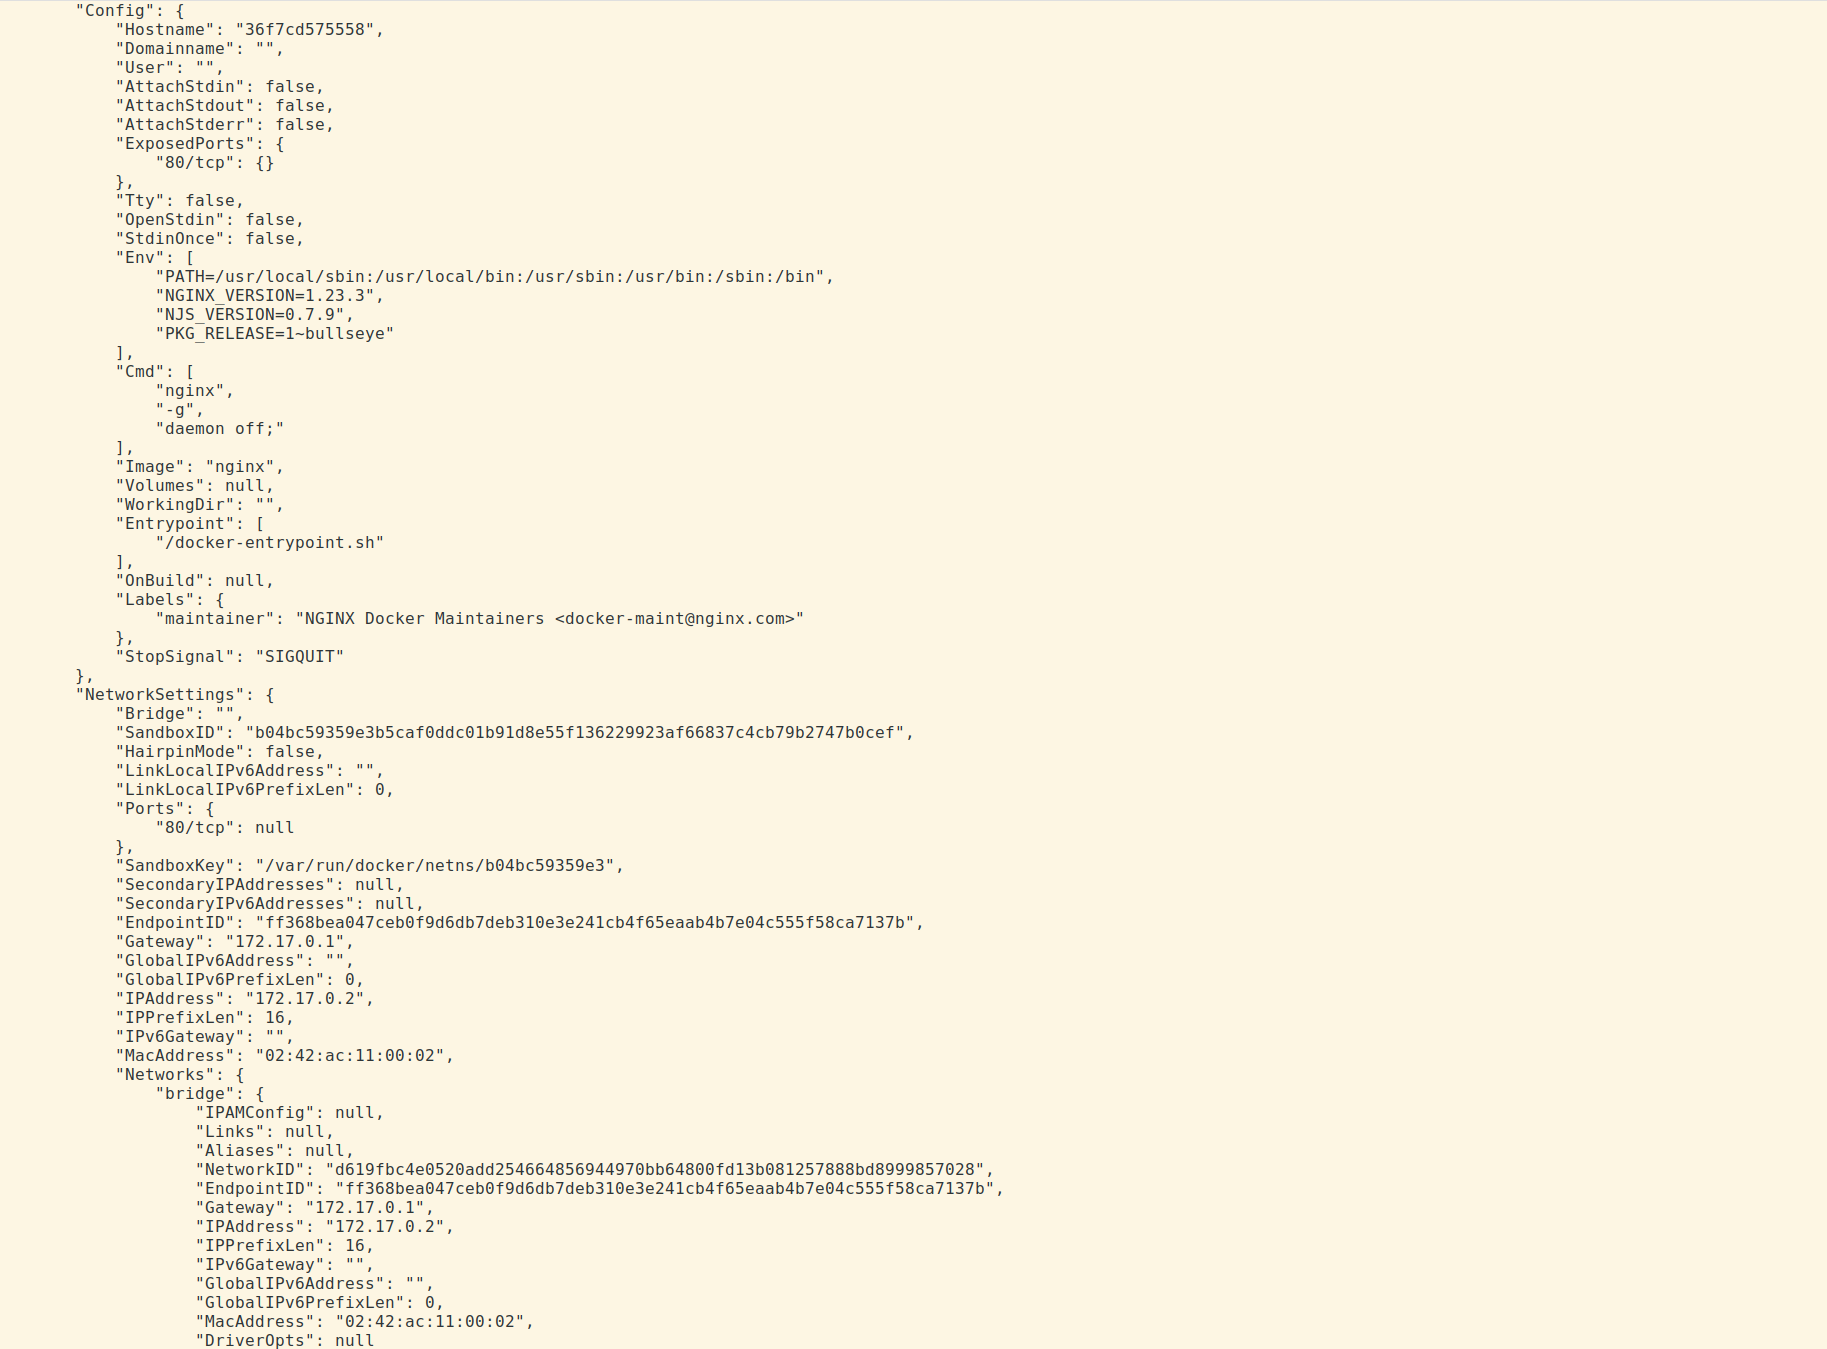 "Config": {
"Hostname": "36f7cd575558",
"Domainname": "",
"User": "",
"AttachStdin": false,
"AttachStdout": false,
"AttachStderr": false,
"ExposedPorts": {
"80/tcp": {}
},
"Tty": false,
"OpenStdin": false,
"StdinOnce": false,
"Env": [
"PATH=/usr/local/sbin:/usr/local/bin:/usr/sbin:/usr/bin:/sbin:/bin",
"NGINX_VERSION=1.23.3",
"NJS_VERSION=0.7.9",
"PKG_RELEASE=1~bullseye"
],
"Cmd": [
"nginx",
"-g",
"daemon off;"
],
"Image": "nginx",
"Volumes": null,
"WorkingDir": "",
"Entrypoint": [
"/docker-entrypoint.sh"
],
"OnBuild": null,
"Labels": {
"maintainer": "NGINX Docker Maintainers <docker-maint@nginx.com>"
},
"StopSignal": "SIGQUIT"
},
"NetworkSettings": {
"Bridge": "",
"SandboxID": "b04bc59359e3b5caf0ddc01b91d8e55f136229923af66837c4cb79b2747b0cef",
"HairpinMode": false,
"LinkLocalIPv6Address": "",
"LinkLocalIPv6PrefixLen": 0,
"Ports": {
"80/tcp": null
},
"SandboxKey": "/var/run/docker/netns/b04bc59359e3",
"SecondaryIPAddresses": null,
"SecondaryIPv6Addresses": null,
"EndpointID": "ff368bea047ceb0f9d6db7deb310e3e241cb4f65eaab4b7e04c555f58ca7137b",
"Gateway": "172.17.0.1",
"GlobalIPv6Address": "",
"GlobalIPv6PrefixLen": 0,
"IPAddress": "172.17.0.2",
"IPPrefixLen": 16,
"IPv6Gateway": "",
"MacAddress": "02:42:ac:11:00:02",
"Networks": {
"bridge": {
"IPAMConfig": null,
"Links": null,
"Aliases": null,
"NetworkID": "d619fbc4e0520add254664856944970bb64800fd13b081257888bd8999857028",
"EndpointID": "ff368bea047ceb0f9d6db7deb310e3e241cb4f65eaab4b7e04c555f58ca7137b",
"Gateway": "172.17.0.1",
"IPAddress": "172.17.0.2",
"IPPrefixLen": 16,
"IPv6Gateway": "",
"GlobalIPv6Address": "",
"GlobalIPv6PrefixLen": 0,
"MacAddress": "02:42:ac:11:00:02",
"DriverOpts": null